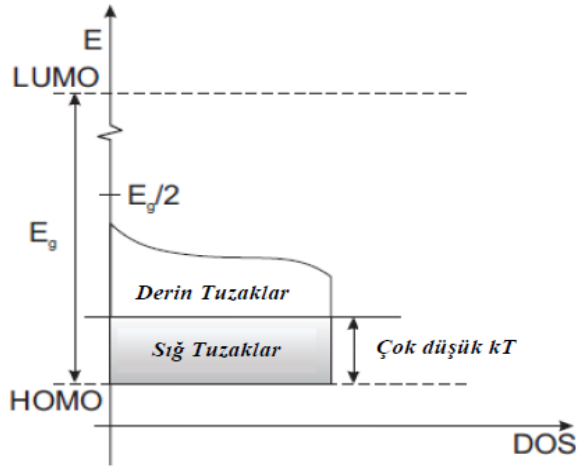 E
LUMO
E_g/2
E_g
Derin Tuzaklar
Sığ Tuzaklar
Çok düşük kT
HOMO
DOS